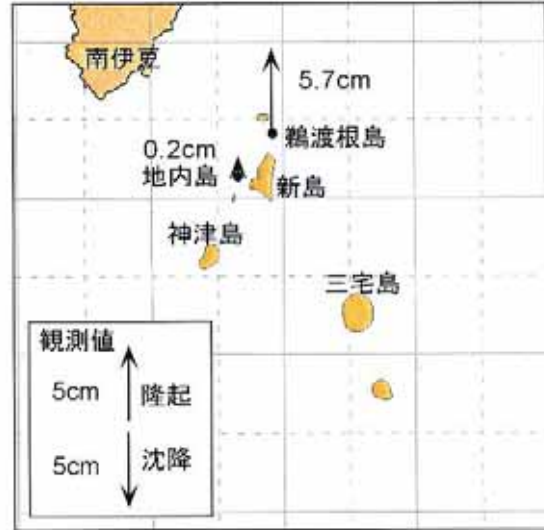 南伊豆
5.7cm
鵜渡根島
0.2cm
地内島
新島
神津島
三宅島
観測値
5cm
隆起
5cm
沈降